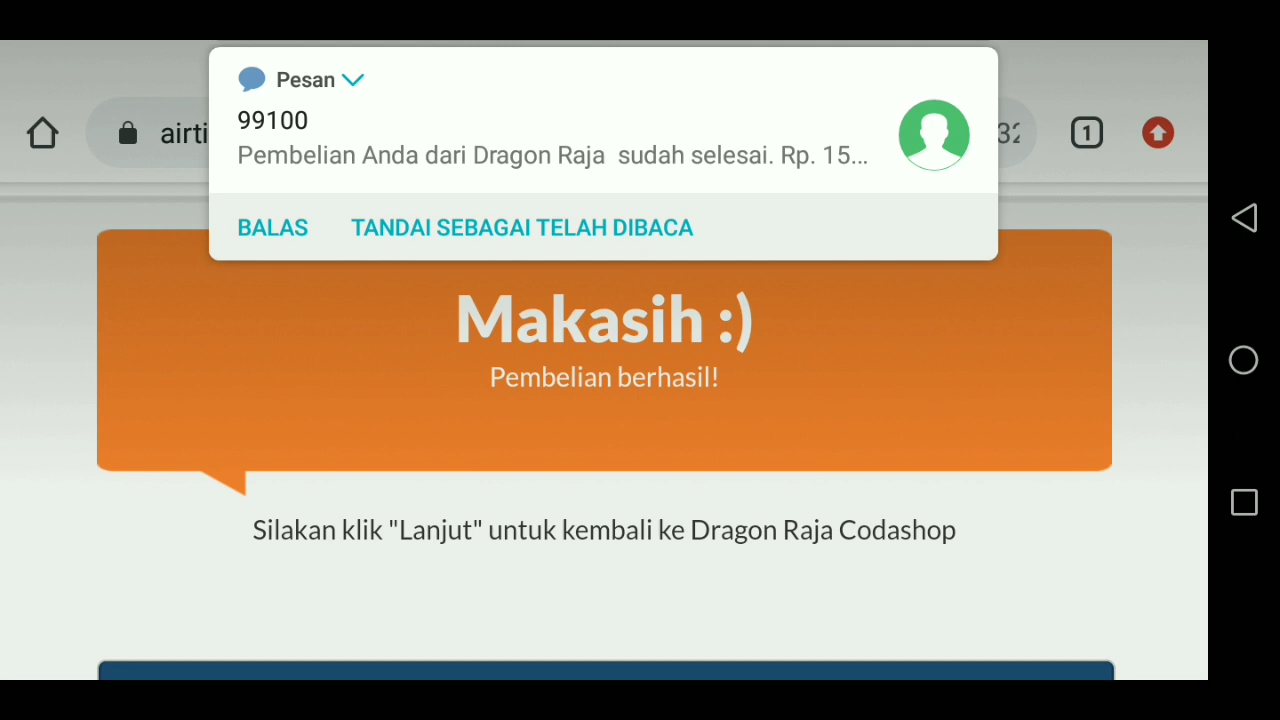 Pesan
99100
Pembelian Anda dari Dragon Raja sudah selesai. Rp. 15...
BALAS TANDAI SEBAGAI TELAH DIBACA
airti
1
Makasih :)
Pembelian berhasil!
Silakan klik "Lanjut" untuk kembali ke Dragon Raja Codashop